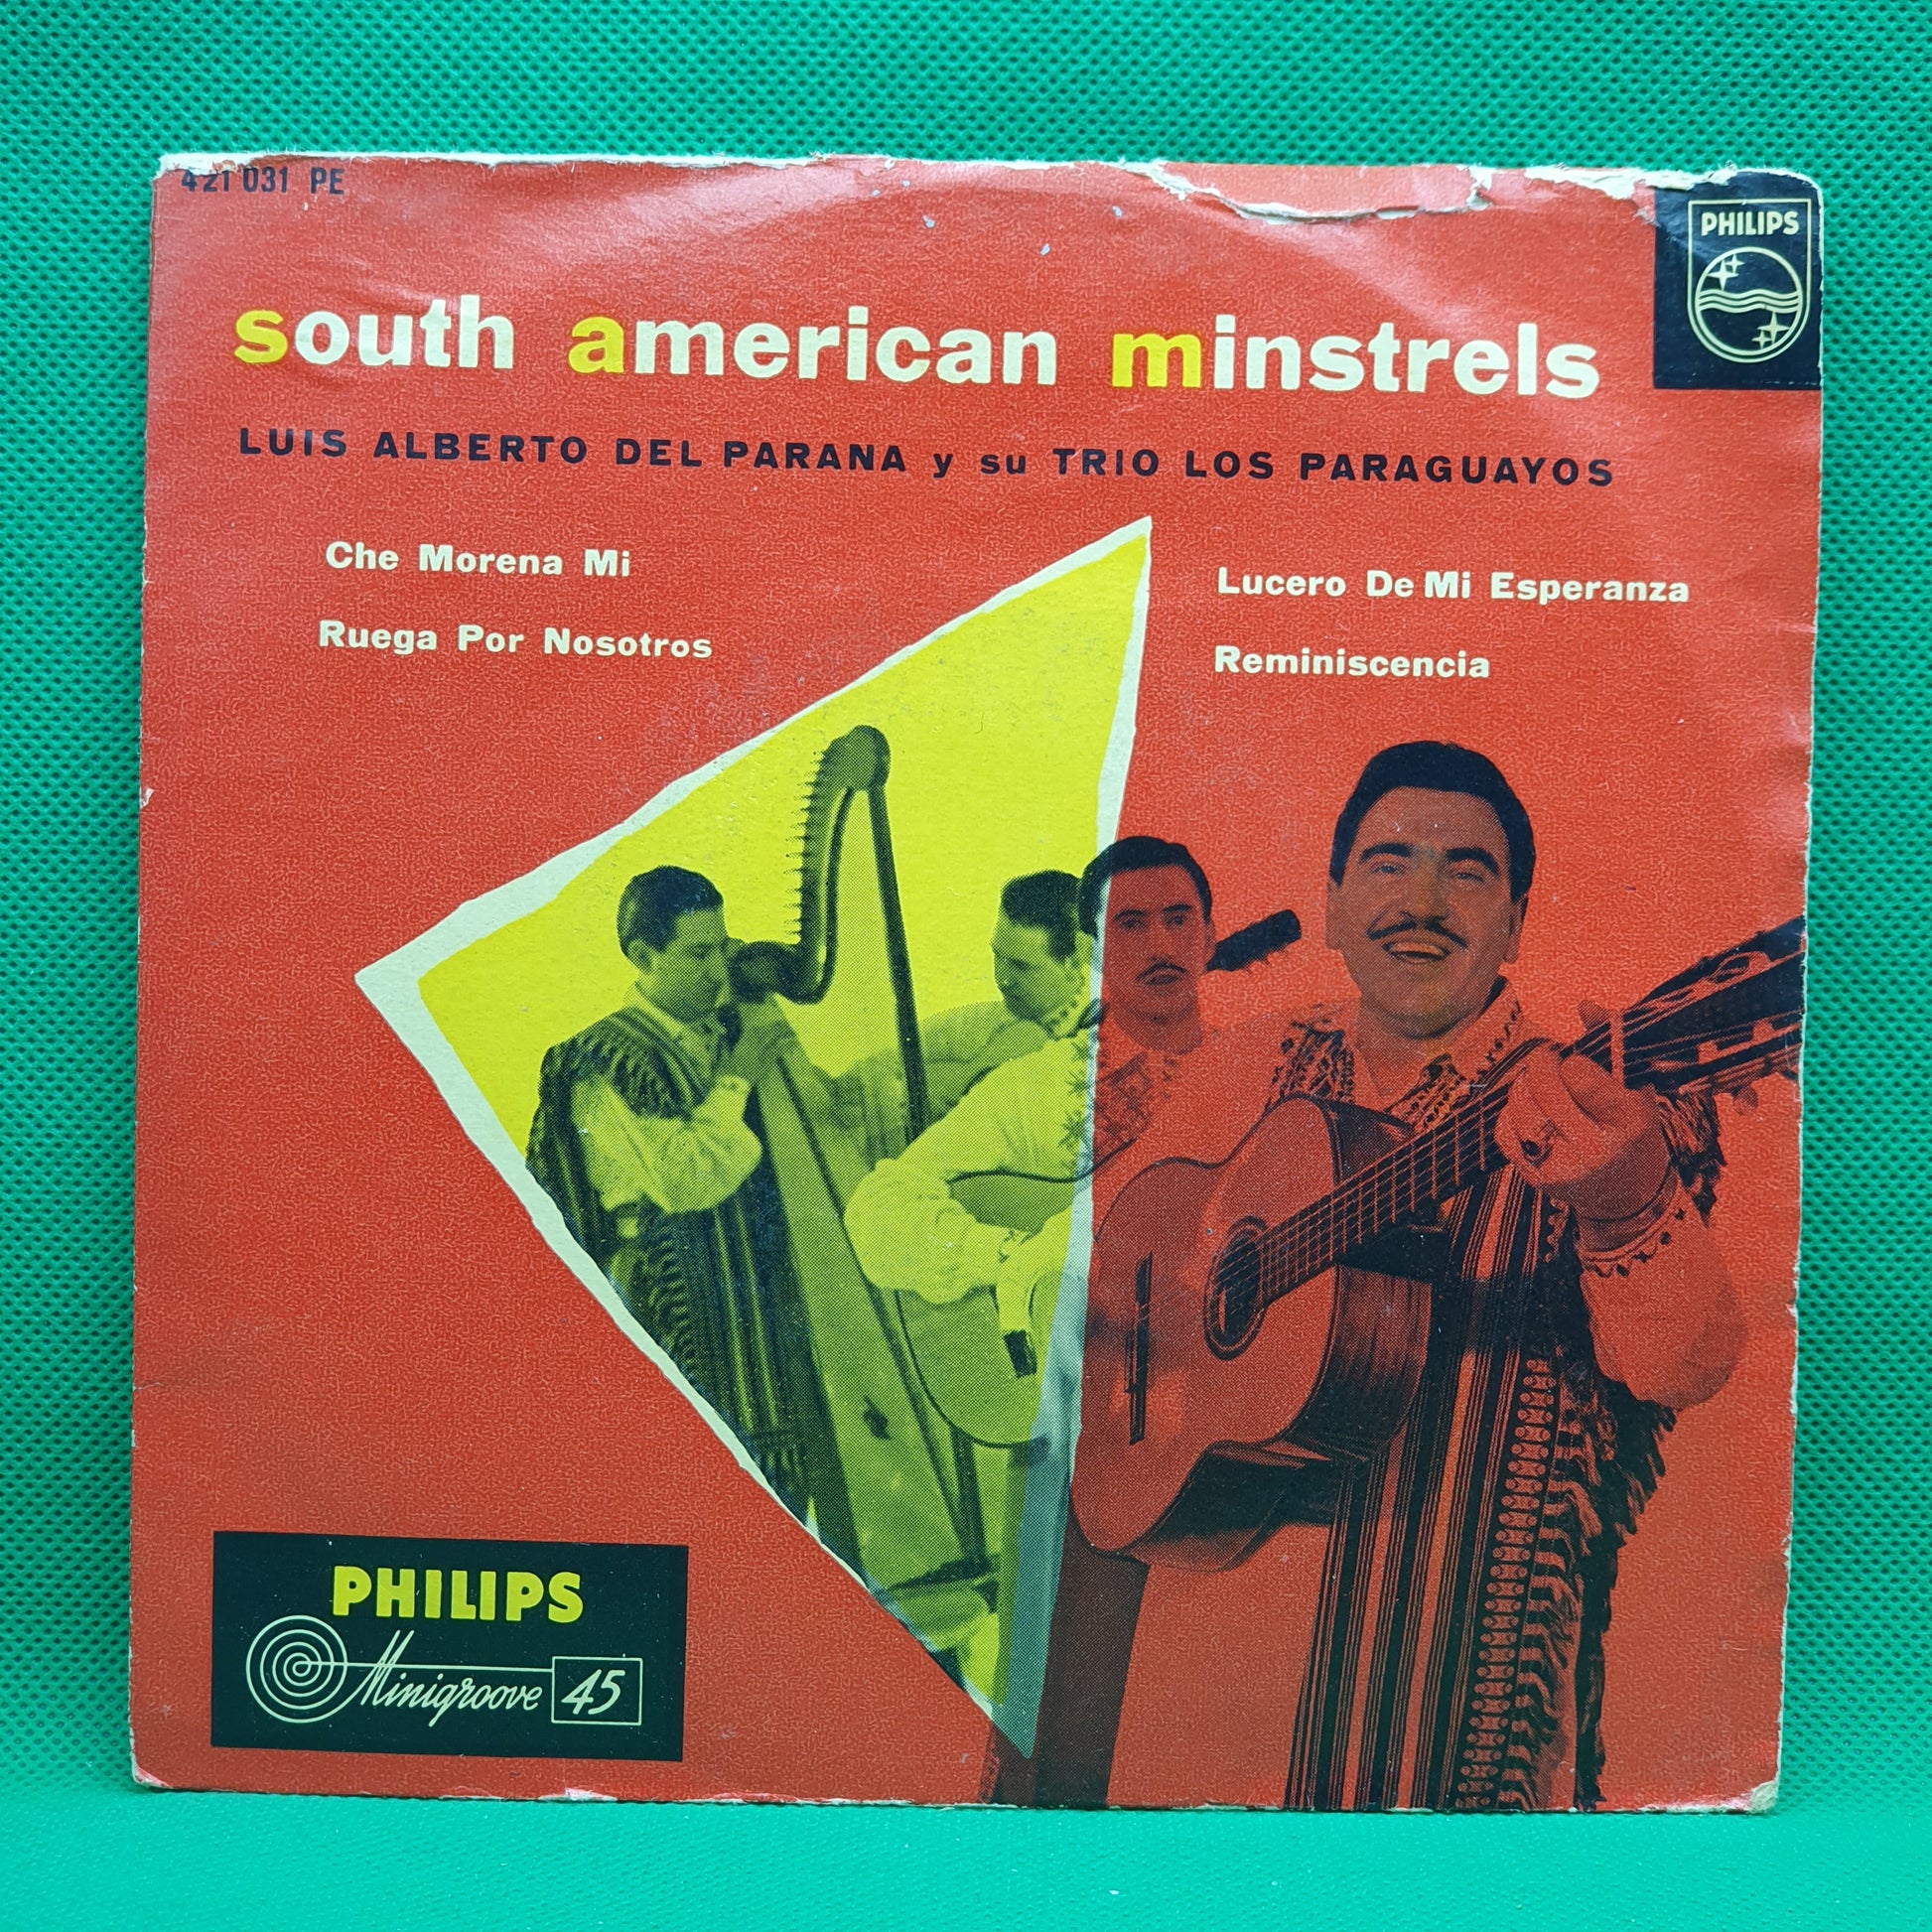 421 031 PE
PHILIPS
south american minstrels
LUIS ALBERTO DEL PARANA y su TRIO LOS PARAGUAYOS
Che Morena Mi
Ruega Por Nosotros
Lucero De Mi Esperanza
Reminiscencia
PHILIPS
Minigroove 45